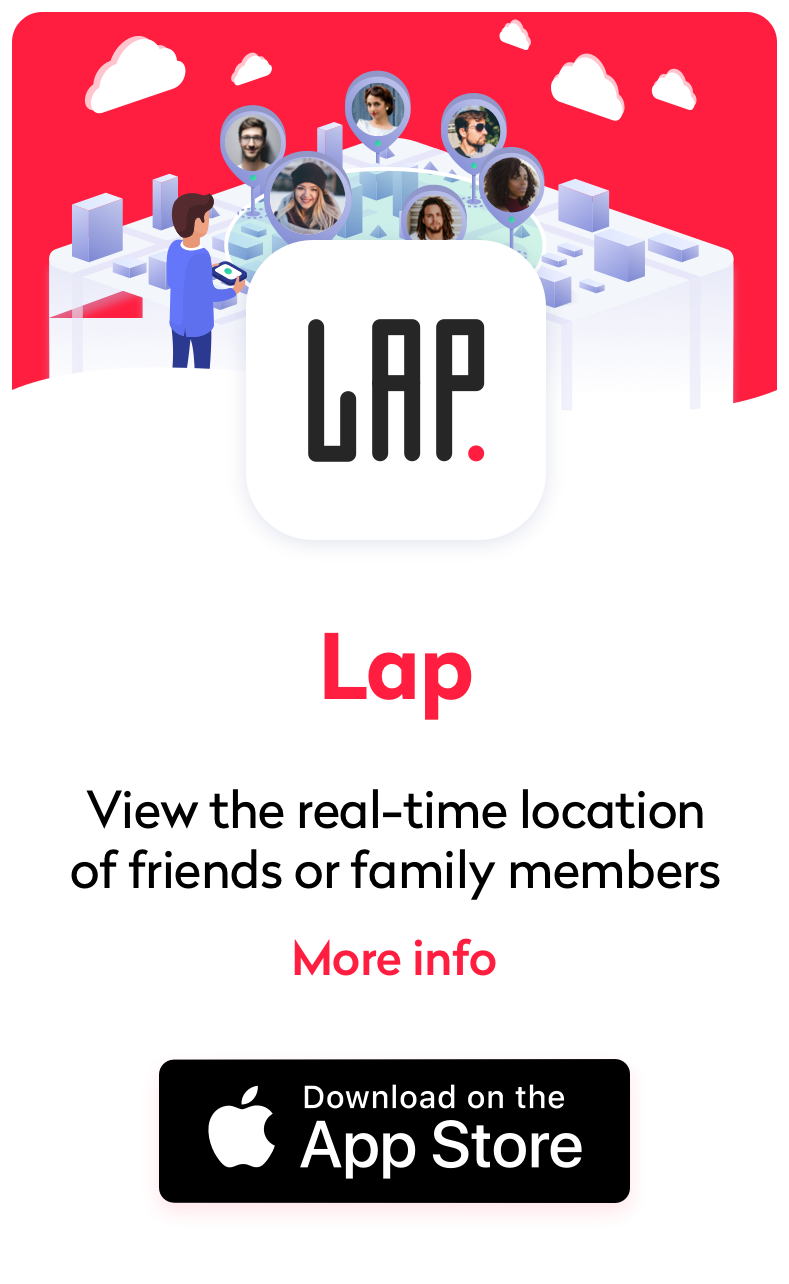 LAP.
Lap
View the real-time location
of friends or family members
More info
Download on the
App Store